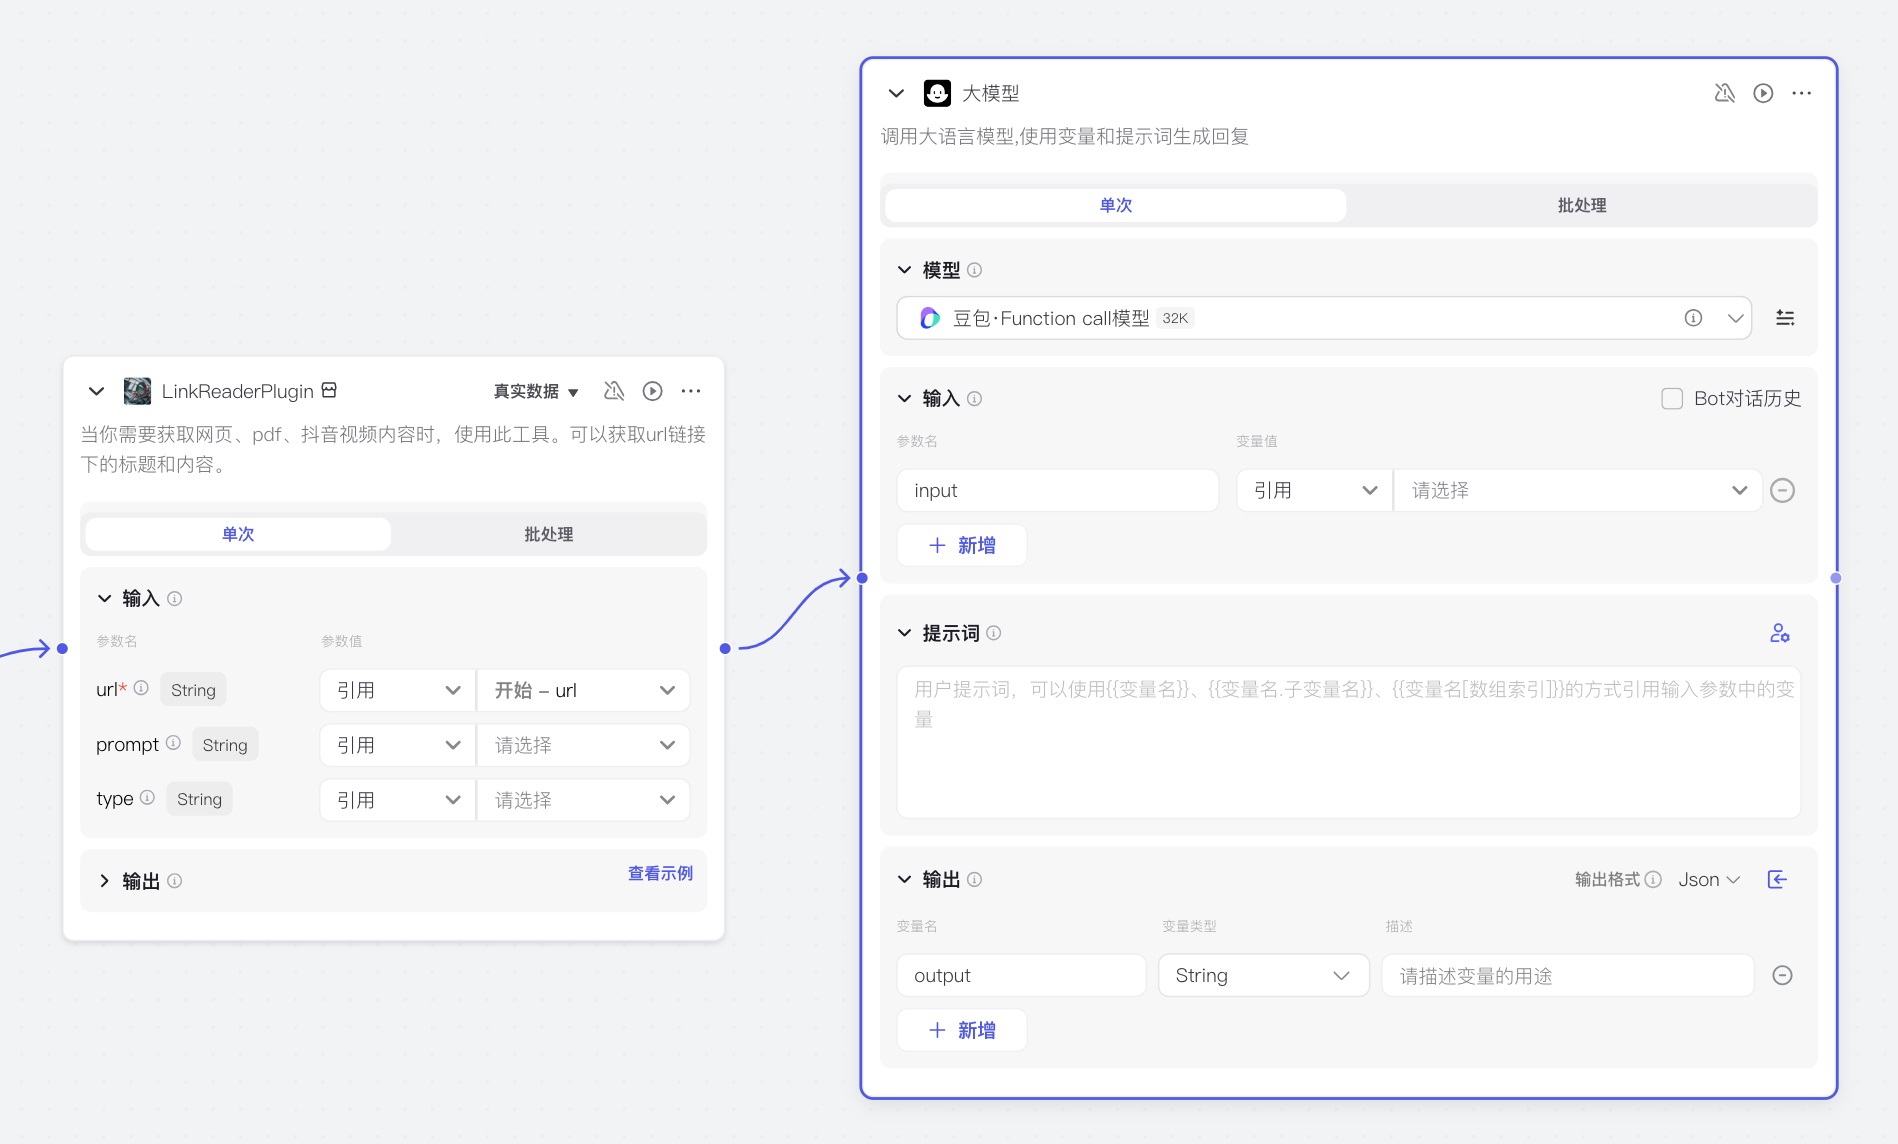 LinkReaderPlugin
真实数据
当你需要获取网页、pdf、抖音视频内容时，使用此工具。可以获取url链接
下的标题和内容。
单次
批处理
输入
参数名
参数值
url* String
引用
开始 – url
prompt String
引用
请选择
type String
引用
请选择
输出
查看示例
大模型
调用大语言模型,使用变量和提示词生成回复
单次
批处理
模型
豆包·Function call模型 32K
输入
Bot对话历史
参数名
变量值
input
引用
请选择
新增
提示词
用户提示词，可以使用{{变量名}}、{{变量名.子变量名}}、{{变量名[数组索引]}}的方式引用输入参数中的变
量
输出
输出格式
Json
变量名
变量类型
描述
output
String
请描述变量的用途
新增